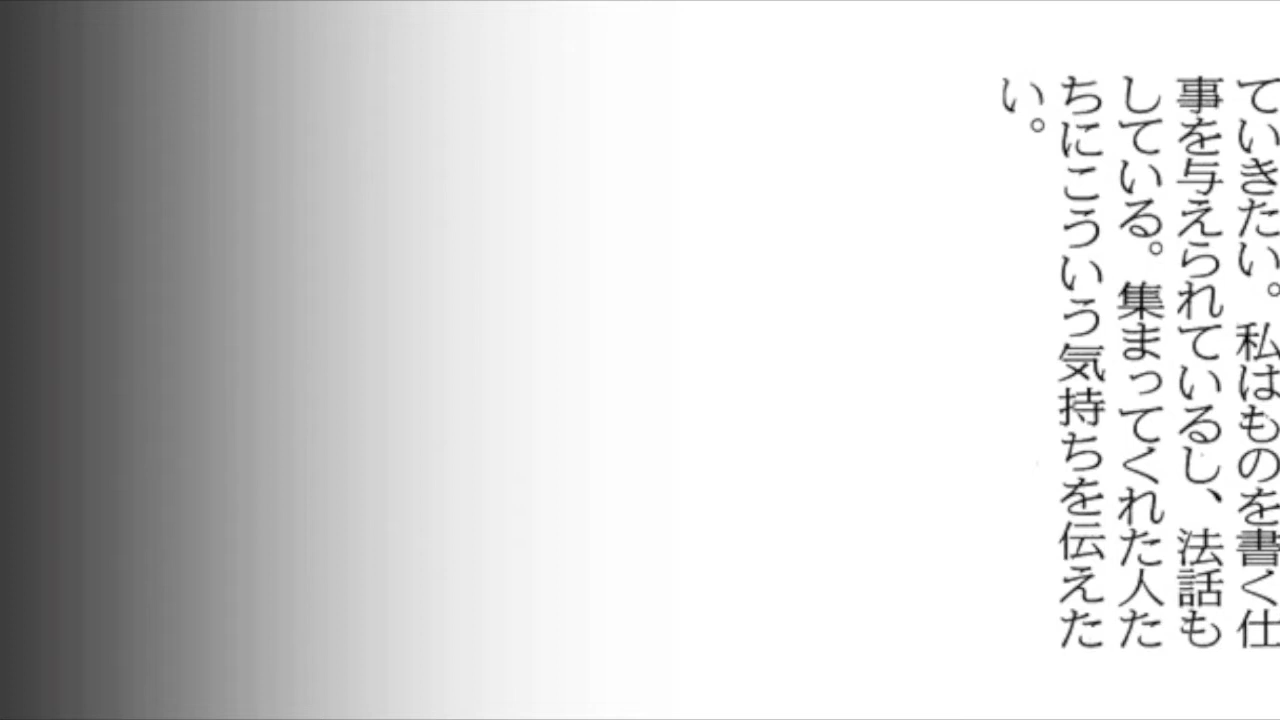 ていきたい。私はものを書く仕
事を与えられているし、法話も
している。集まってくれた人た
ちにこういう気持ちを伝えた
い。